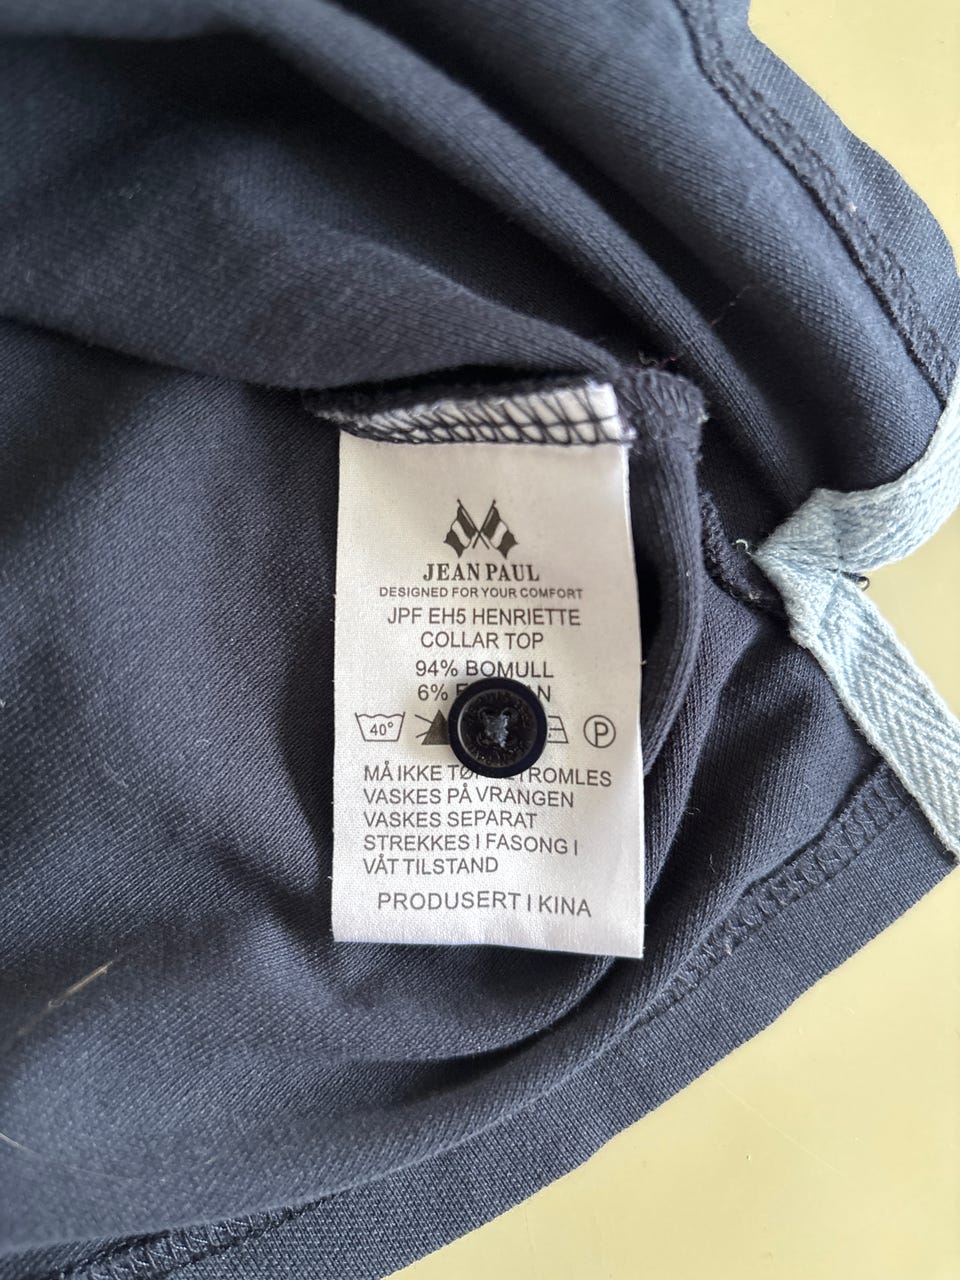 JEAN PAUL
DESIGNED FOR YOUR COMFORT
JPF EH5 HENRIETTE
COLLAR TOP
94% BOMULL
6%
40°
P
MÅ IKKE
VASKES PÅ VRANGEN
VASKES SEPARAT
STREKKES I FASONG I
VÅT TILSTAND
PRODUSERT I KINA